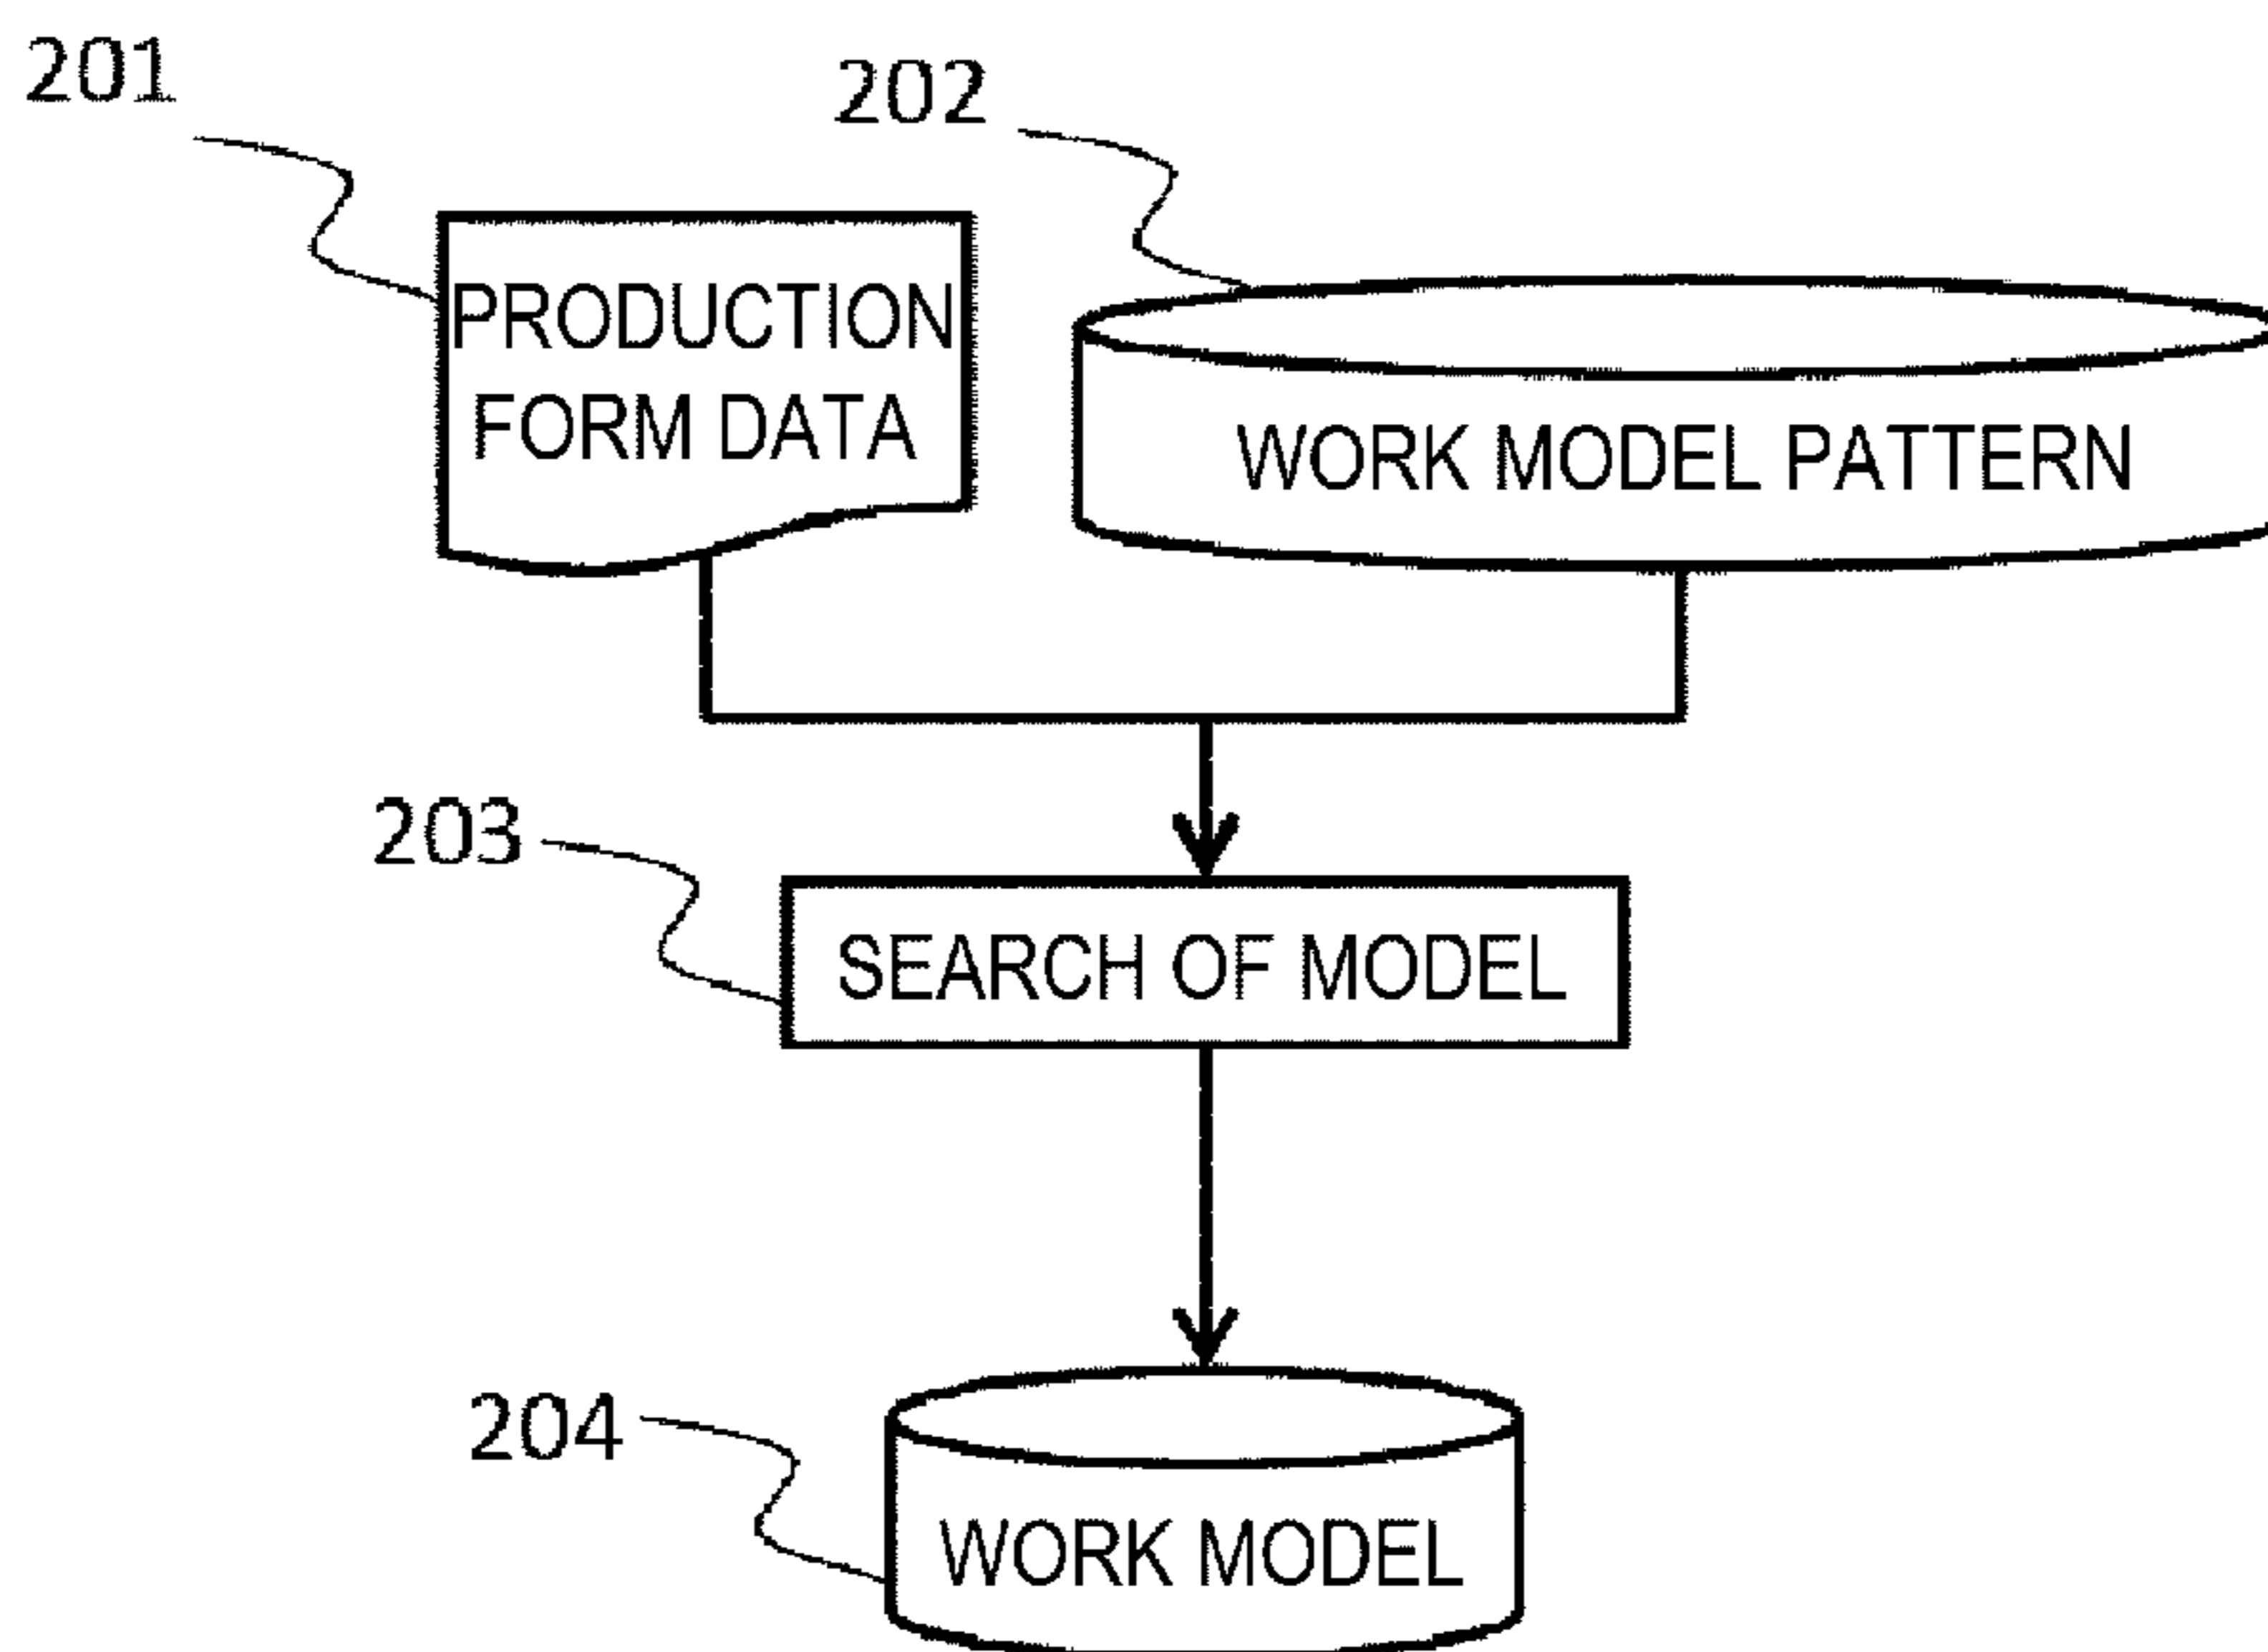 201
202
PRODUCTION
FORM DATA
WORK MODEL PATTERN
203
SEARCH OF MODEL
204
WORK MODEL